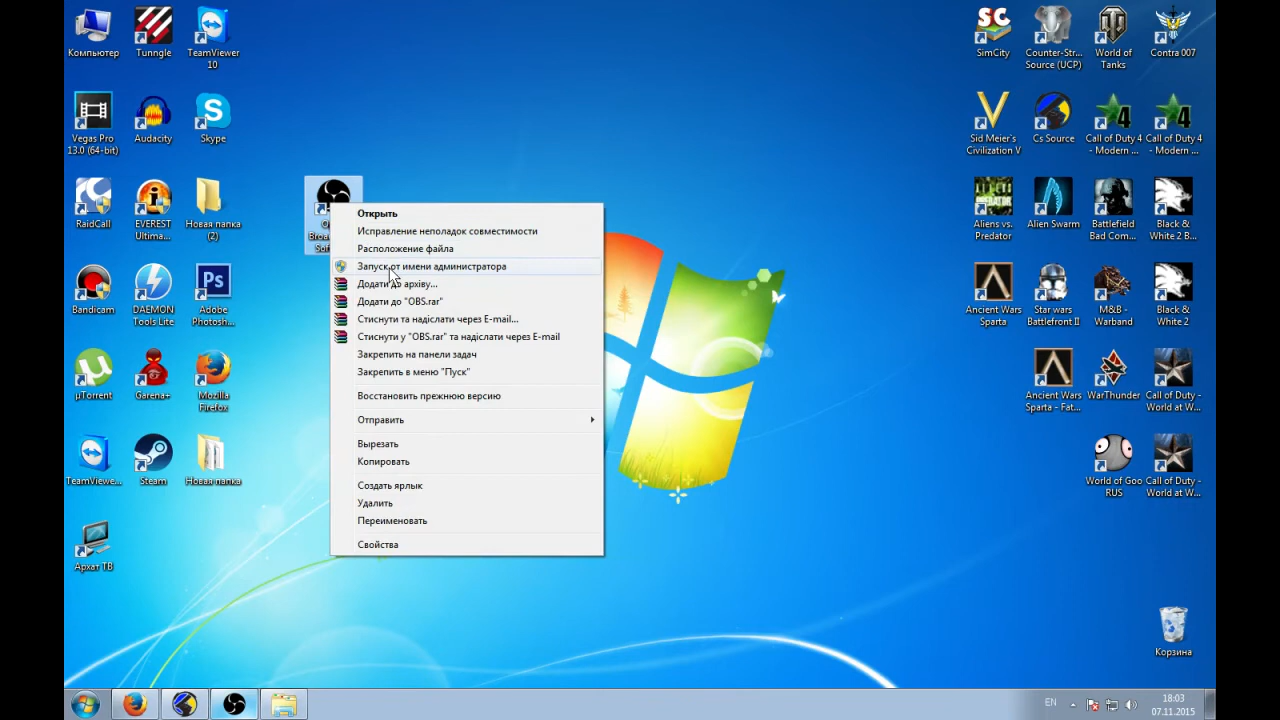 Компьютер
Tunngle
TeamViewer
10
Vegas Pro
13.0 (64-bit)
Audacity
Skype
RaidCall
EVEREST
Ultima...
Новая папка
(2)
Bandicam
DAEMON
Tools Lite
Ps
Adobe
Photosh...
µTorrent
Garena+
Mozilla
Firefox
TeamViewe...
Steam
Новая папка
Архат ТВ
Открыть
Исправление неполадок совместимости
Расположение файла
Запуск от имени администратора
Додати до архіву...
Додати до "OBS.rar"
Стиснути та надіслати через E-mail...
Стиснути у "OBS.rar" та надіслати через E-mail
Закрепить на панели задач
Закрепить в меню "Пуск"
Восстановить прежнюю версию
Отправить
Вырезать
Копировать
Создать ярлык
Удалить
Переименовать
Свойства
SC
SimCity
Counter-Str...
Source (UCP)
World of
Tanks
Contra 007
Sid Meier's
Civilization V
Cs Source
4
Call of Duty 4
- Modern ...
4
Call of Duty 4
- Modern ...
Aliens vs.
Predator
Alien Swarm
Battlefield
Bad Com...
Black &
White 2 B...
Ancient Wars
Sparta
Star wars
Battlefront II
M&B -
Warband
Black &
White 2
Ancient Wars
Sparta - Fat...
WarThunder
Call of Duty -
World at W...
World of Goo
RUS
Call of Duty -
World at W...
Корзина
EN
18:03
07.11.2015